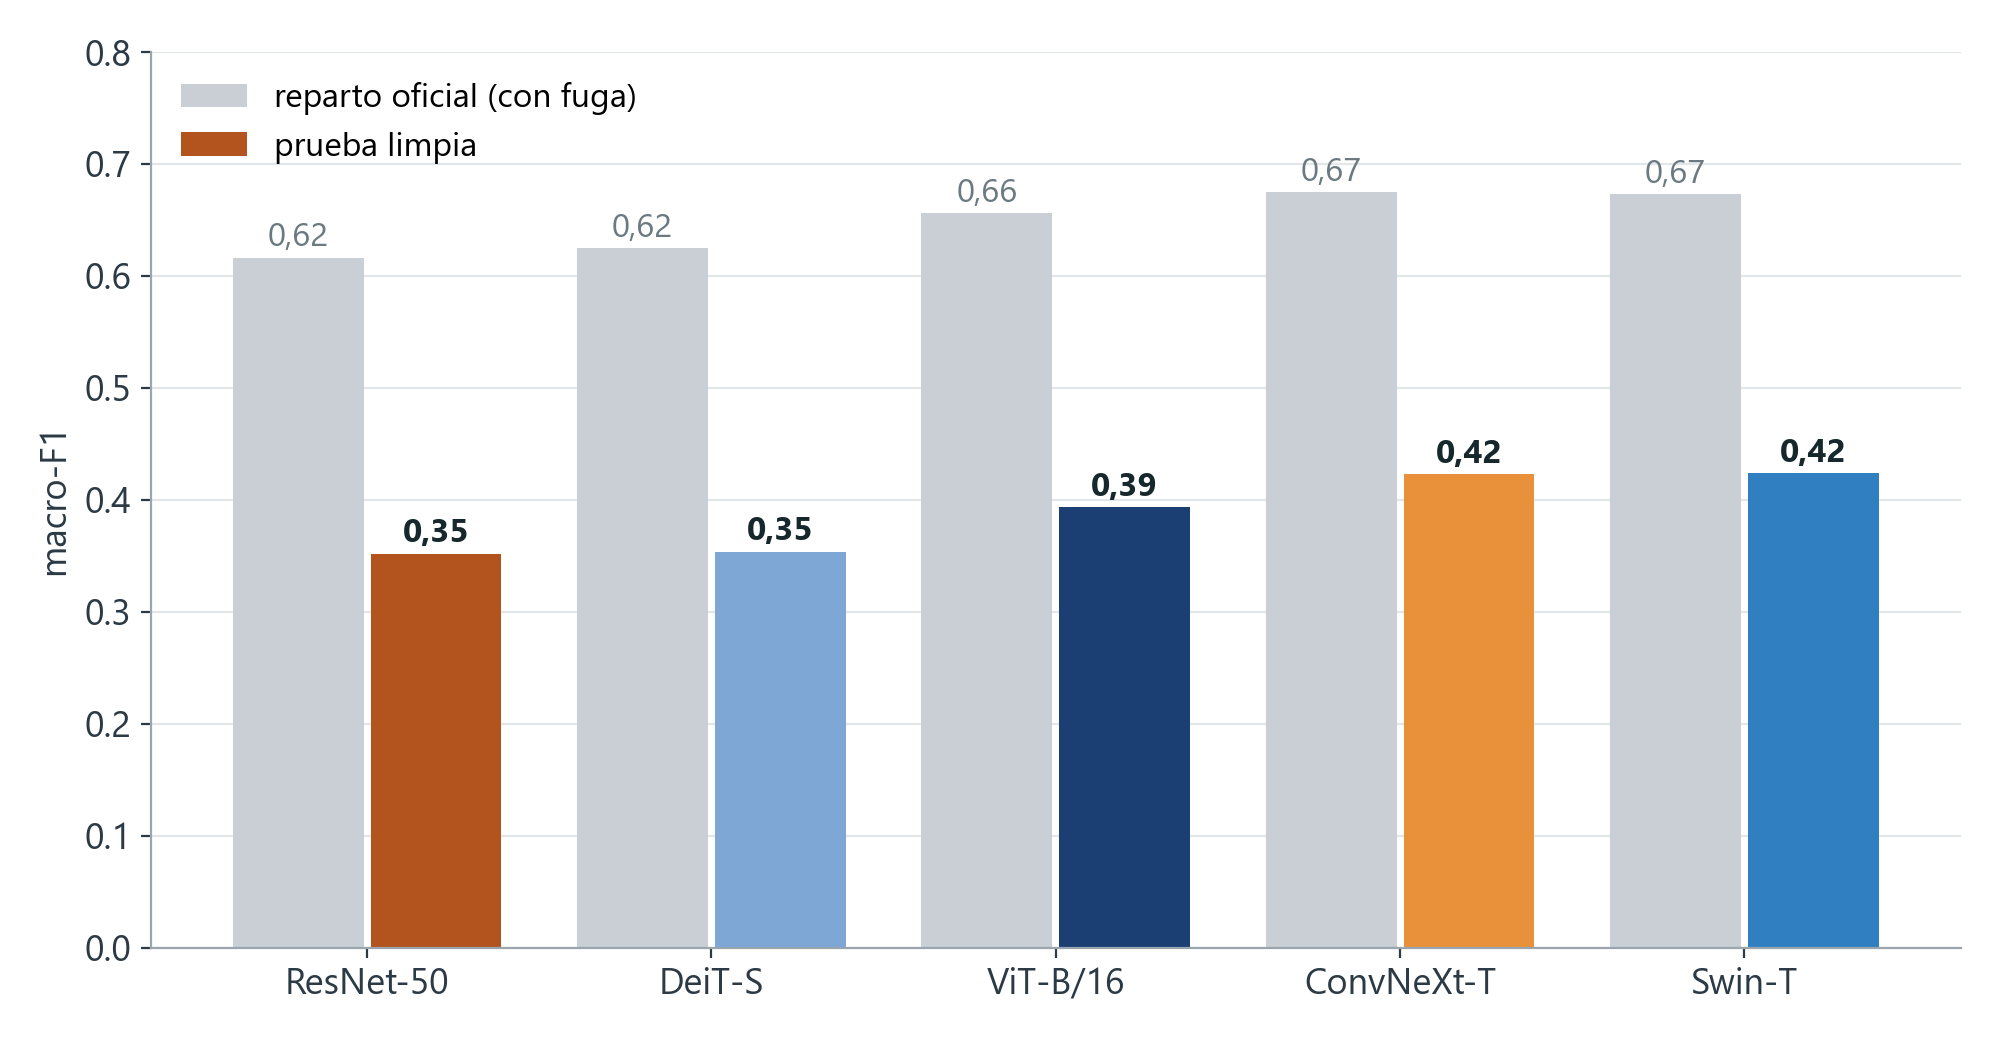 reparto oficial (con fuga)
prueba limpia
macro-F1
0.8
0.7
0.6
0.5
0.4
0.3
0.2
0.1
0.0
0,62
0,35
0,62
0,35
0,66
0,39
0,67
0,42
0,67
0,42
ResNet-50
DeiT-S
ViT-B/16
ConvNeXt-T
Swin-T